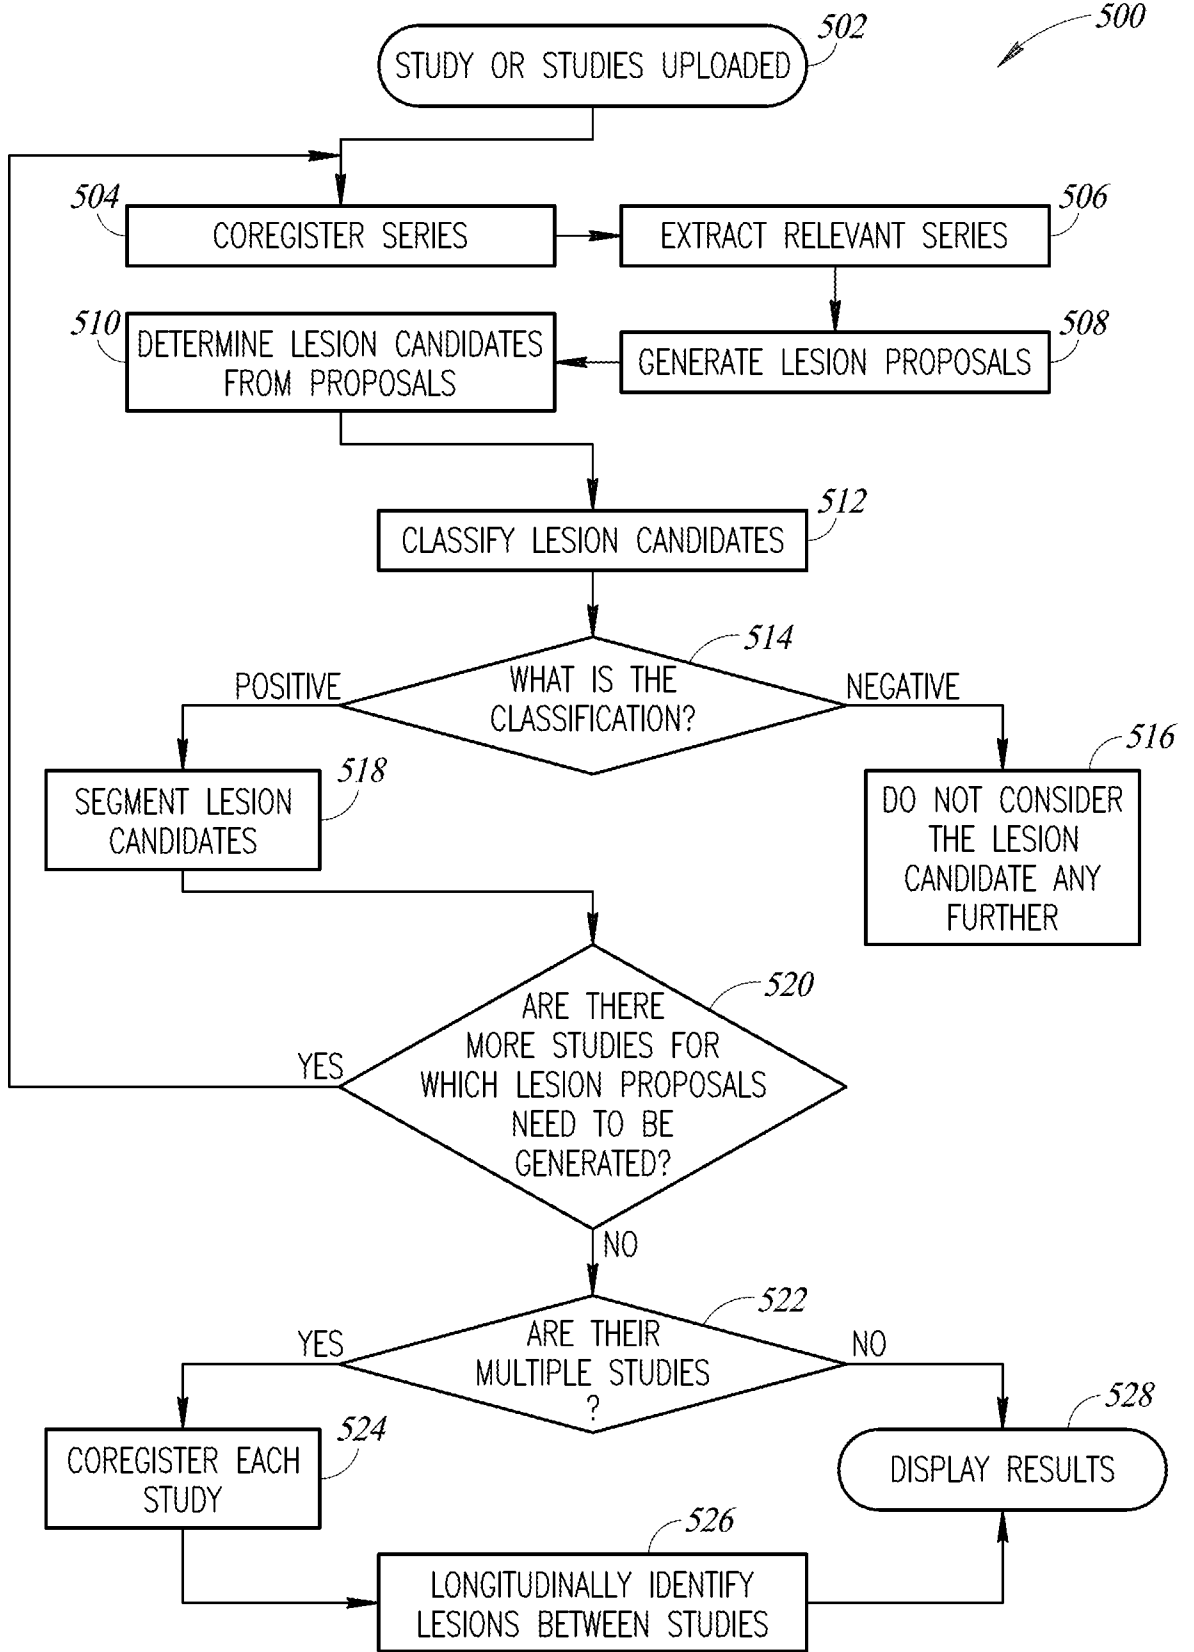 500
502
STUDY OR STUDIES UPLOADED
504
COREGISTER SERIES
506
EXTRACT RELEVANT SERIES
510
DETERMINE LESION CANDIDATES
FROM PROPOSALS
508
GENERATE LESION PROPOSALS
512
CLASSIFY LESION CANDIDATES
514
WHAT IS THE
CLASSIFICATION?
POSITIVE
NEGATIVE
518
SEGMENT LESION
CANDIDATES
516
DO NOT CONSIDER
THE LESION
CANDIDATE ANY
FURTHER
520
ARE THERE
MORE STUDIES FOR
WHICH LESION PROPOSALS
NEED TO BE
GENERATED?
YES
NO
522
ARE THEIR
MULTIPLE STUDIES
?
YES
NO
524
COREGISTER EACH
STUDY
528
DISPLAY RESULTS
526
LONGITUDINALLY IDENTIFY
LESIONS BETWEEN STUDIES